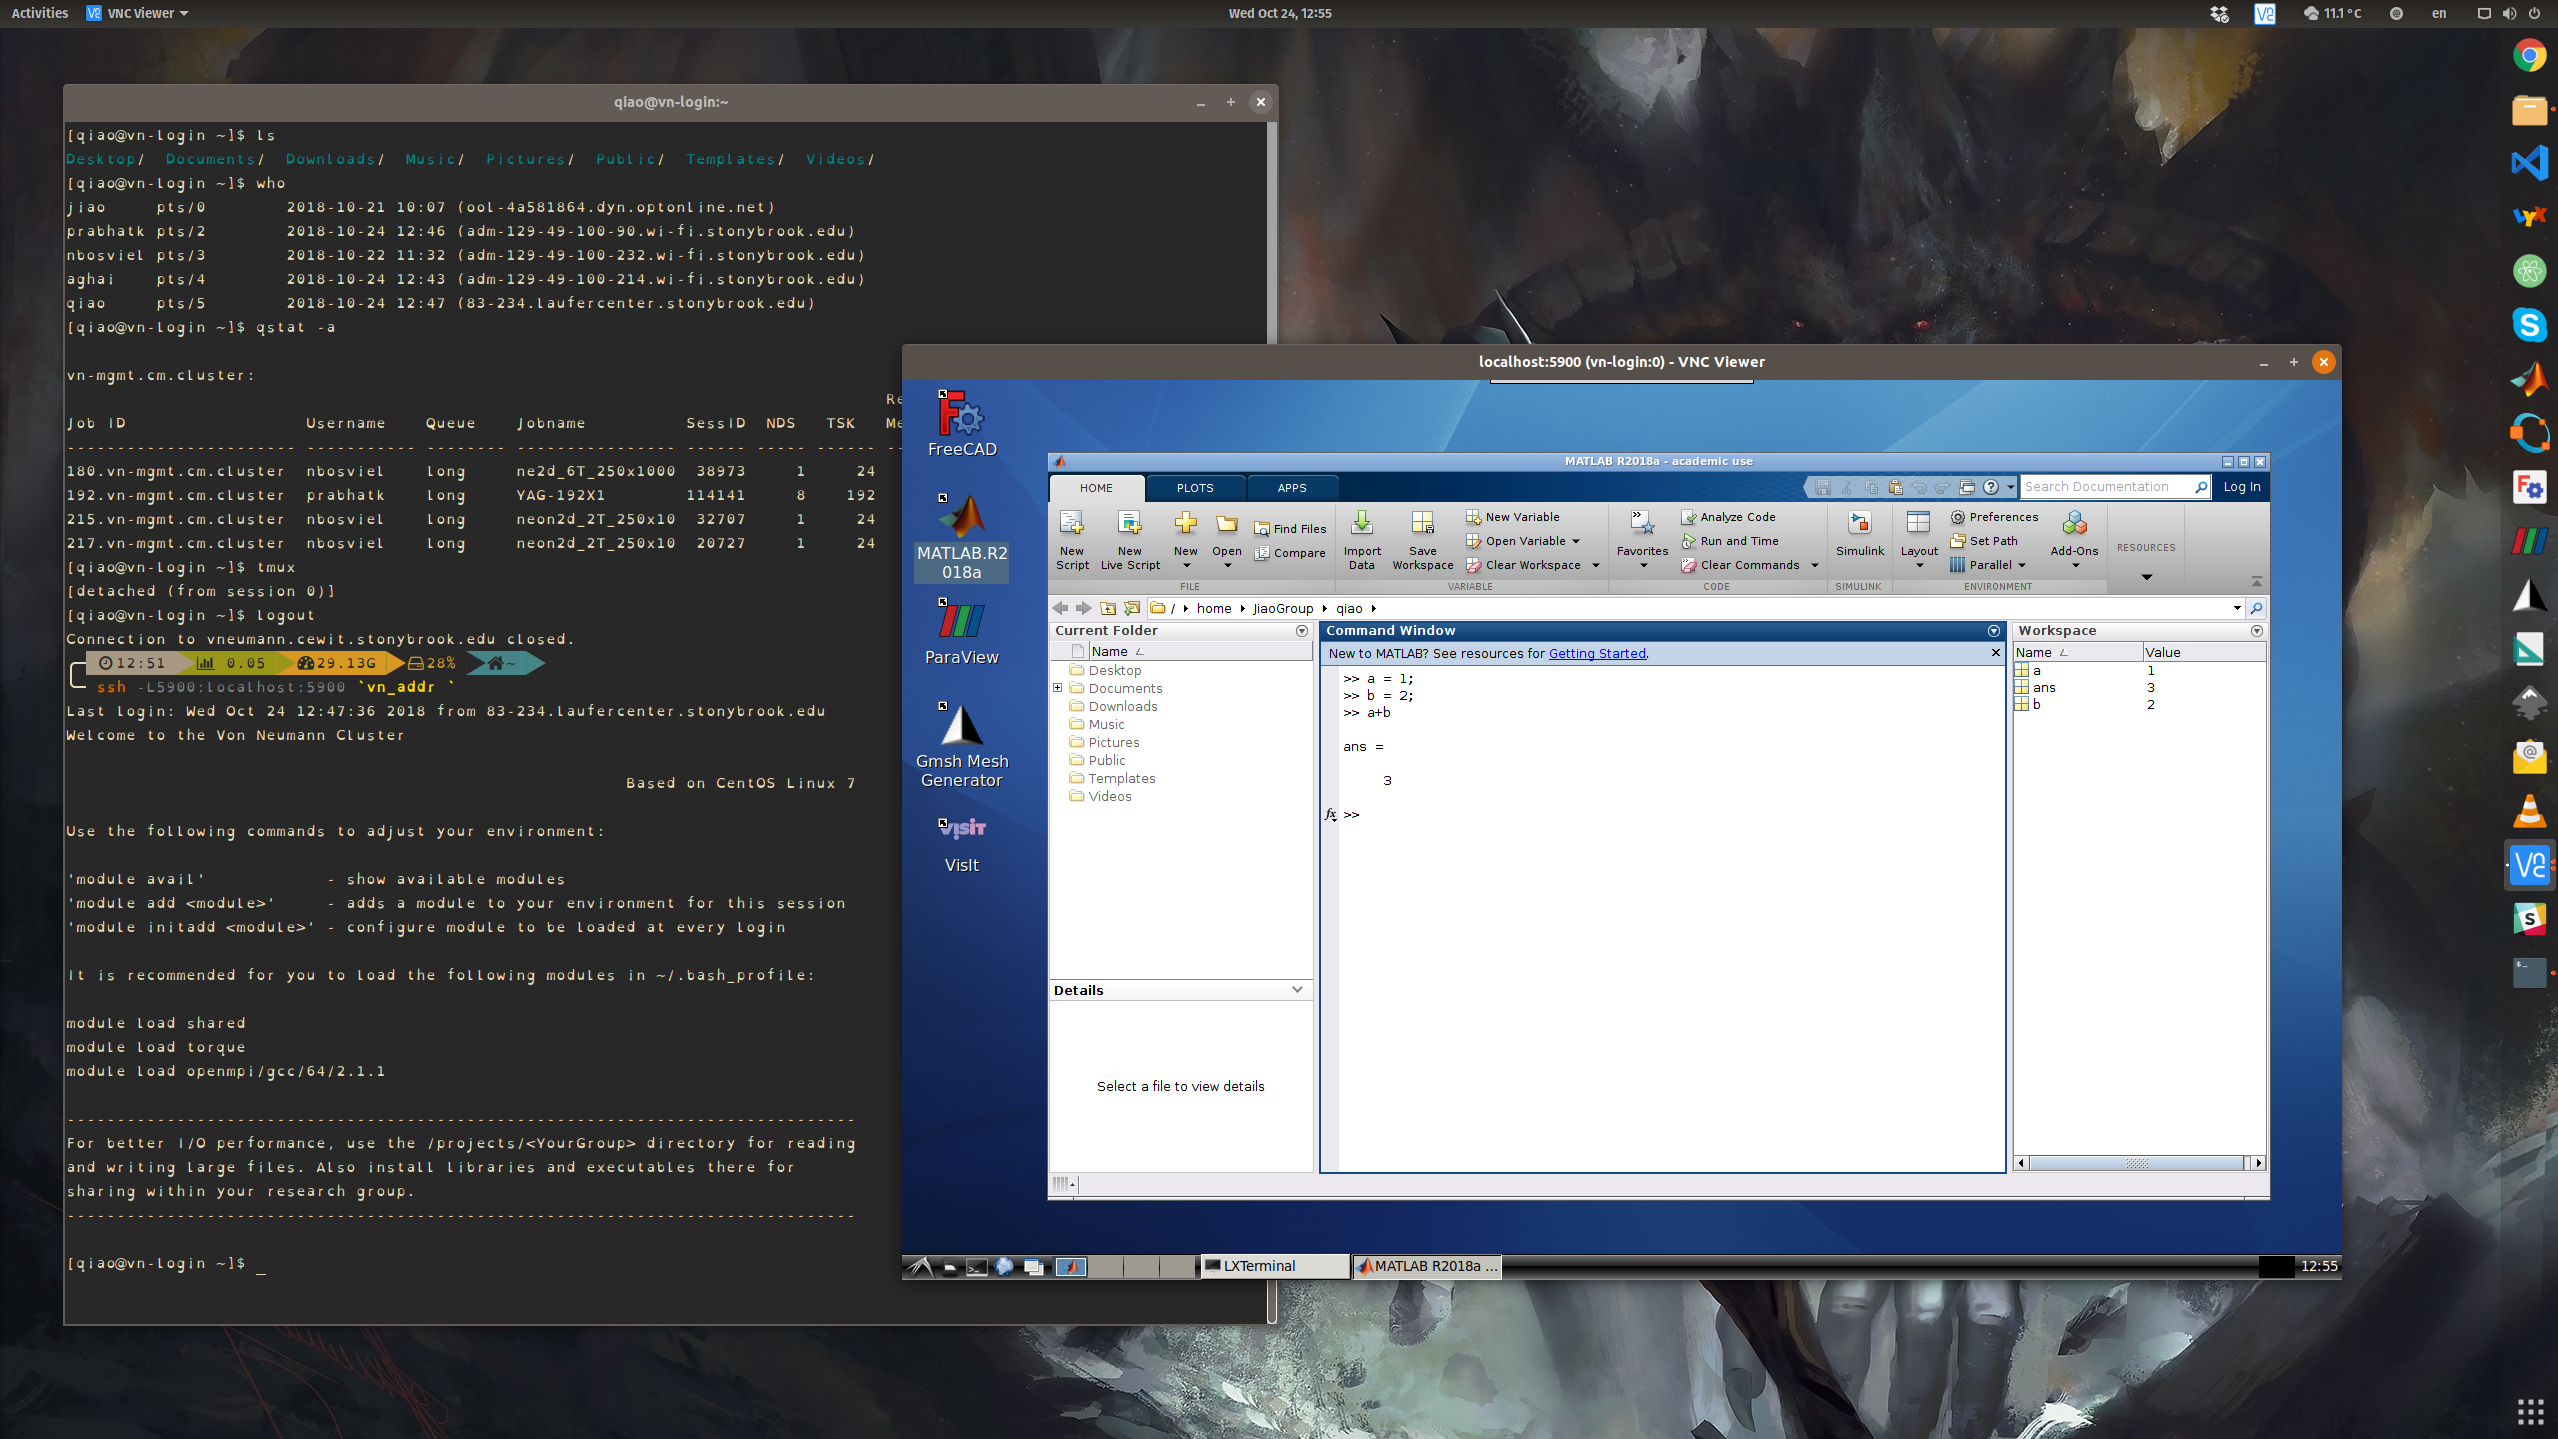 Activities
VNC Viewer
Wed Oct 24, 12:55
11.1 °C
en
qiao@vn-login:~
[qiao@vn-login ~]$ ls
Desktop/  Documents/  Downloads/  Music/  Pictures/  Public/  Templates/  Videos/
[qiao@vn-login ~]$ who
jiao     pts/0        2018-10-21 10:07 (ool-4a581864.dyn.optonline.net)
prabhatk pts/2        2018-10-24 12:46 (adm-129-49-100-90.wi-fi.stonybrook.edu)
nbosviel pts/3        2018-10-22 11:32 (adm-129-49-100-232.wi-fi.stonybrook.edu)
aghai    pts/4        2018-10-24 12:43 (adm-129-49-100-214.wi-fi.stonybrook.edu)
qiao     pts/5        2018-10-24 12:47 (83-234.laufercenter.stonybrook.edu)
[qiao@vn-login ~]$ qstat -a
vn-mgmt.cm.cluster:
Re
Job ID                  Username    Queue    Jobname          SessID  NDS   TSK   Me
----------------------- ----------- -------- ---------------- ------ ----- ------ --
180.vn-mgmt.cm.cluster  nbosviel    long     ne2d_6T_250x1000  38973     1     24
192.vn-mgmt.cm.cluster  prabhatk    long     YAG-192X1        114141     8    192
215.vn-mgmt.cm.cluster  nbosviel    long     neon2d_2T_250x10  32707     1     24
217.vn-mgmt.cm.cluster  nbosviel    long     neon2d_2T_250x10  20727     1     24
[qiao@vn-login ~]$ tmux
[detached (from session 0)]
[qiao@vn-login ~]$ logout
Connection to vneumann.cewit.stonybrook.edu closed.
12:51  0.05  29.13G  28%  ~
ssh -L5900:localhost:5900 `vn_addr `
Last login: Wed Oct 24 12:47:36 2018 from 83-234.laufercenter.stonybrook.edu
Welcome to the Von Neumann Cluster
Based on CentOS Linux 7
Use the following commands to adjust your environment:
'module avail'            - show available modules
'module add <module>'     - adds a module to your environment for this session
'module initadd <module>' - configure module to be loaded at every login
It is recommended for you to load the following modules in ~/.bash_profile:
module load shared
module load torque
module load openmpi/gcc/64/2.1.1
-------------------------------------------------------------------------------
For better I/O performance, use the /projects/<YourGroup> directory for reading
and writing large files. Also install libraries and executables there for
sharing within your research group.
-------------------------------------------------------------------------------
[qiao@vn-login ~]$ _
localhost:5900 (vn-login:0) - VNC Viewer
FreeCAD
MATLAB.R2
018a
ParaView
Gmsh Mesh
Generator
VisIt
VisIt
MATLAB R2018a - academic use
HOME PLOTS APPS
Search Documentation
Log In
New Script
New Live Script
New
Open
Find Files
Compare
FILE
Import Data
Save Workspace
New Variable
Open Variable
Clear Workspace
VARIABLE
Favorites
Analyze Code
Run and Time
Clear Commands
CODE
Simulink
SIMULINK
Layout
Preferences
Set Path
Parallel
Add-Ons
ENVIRONMENT
RESOURCES
/ home JiaoGroup qiao
Current Folder
Name
Desktop
Documents
Downloads
Music
Pictures
Public
Templates
Videos
Details
Select a file to view details
Command Window
New to MATLAB? See resources for Getting Started.
>> a = 1;
>> b = 2;
>> a+b
ans =
3
fx >>
Workspace
Name Value
a 1
ans 3
b 2
LXTerminal
MATLAB R2018a ...
12:55